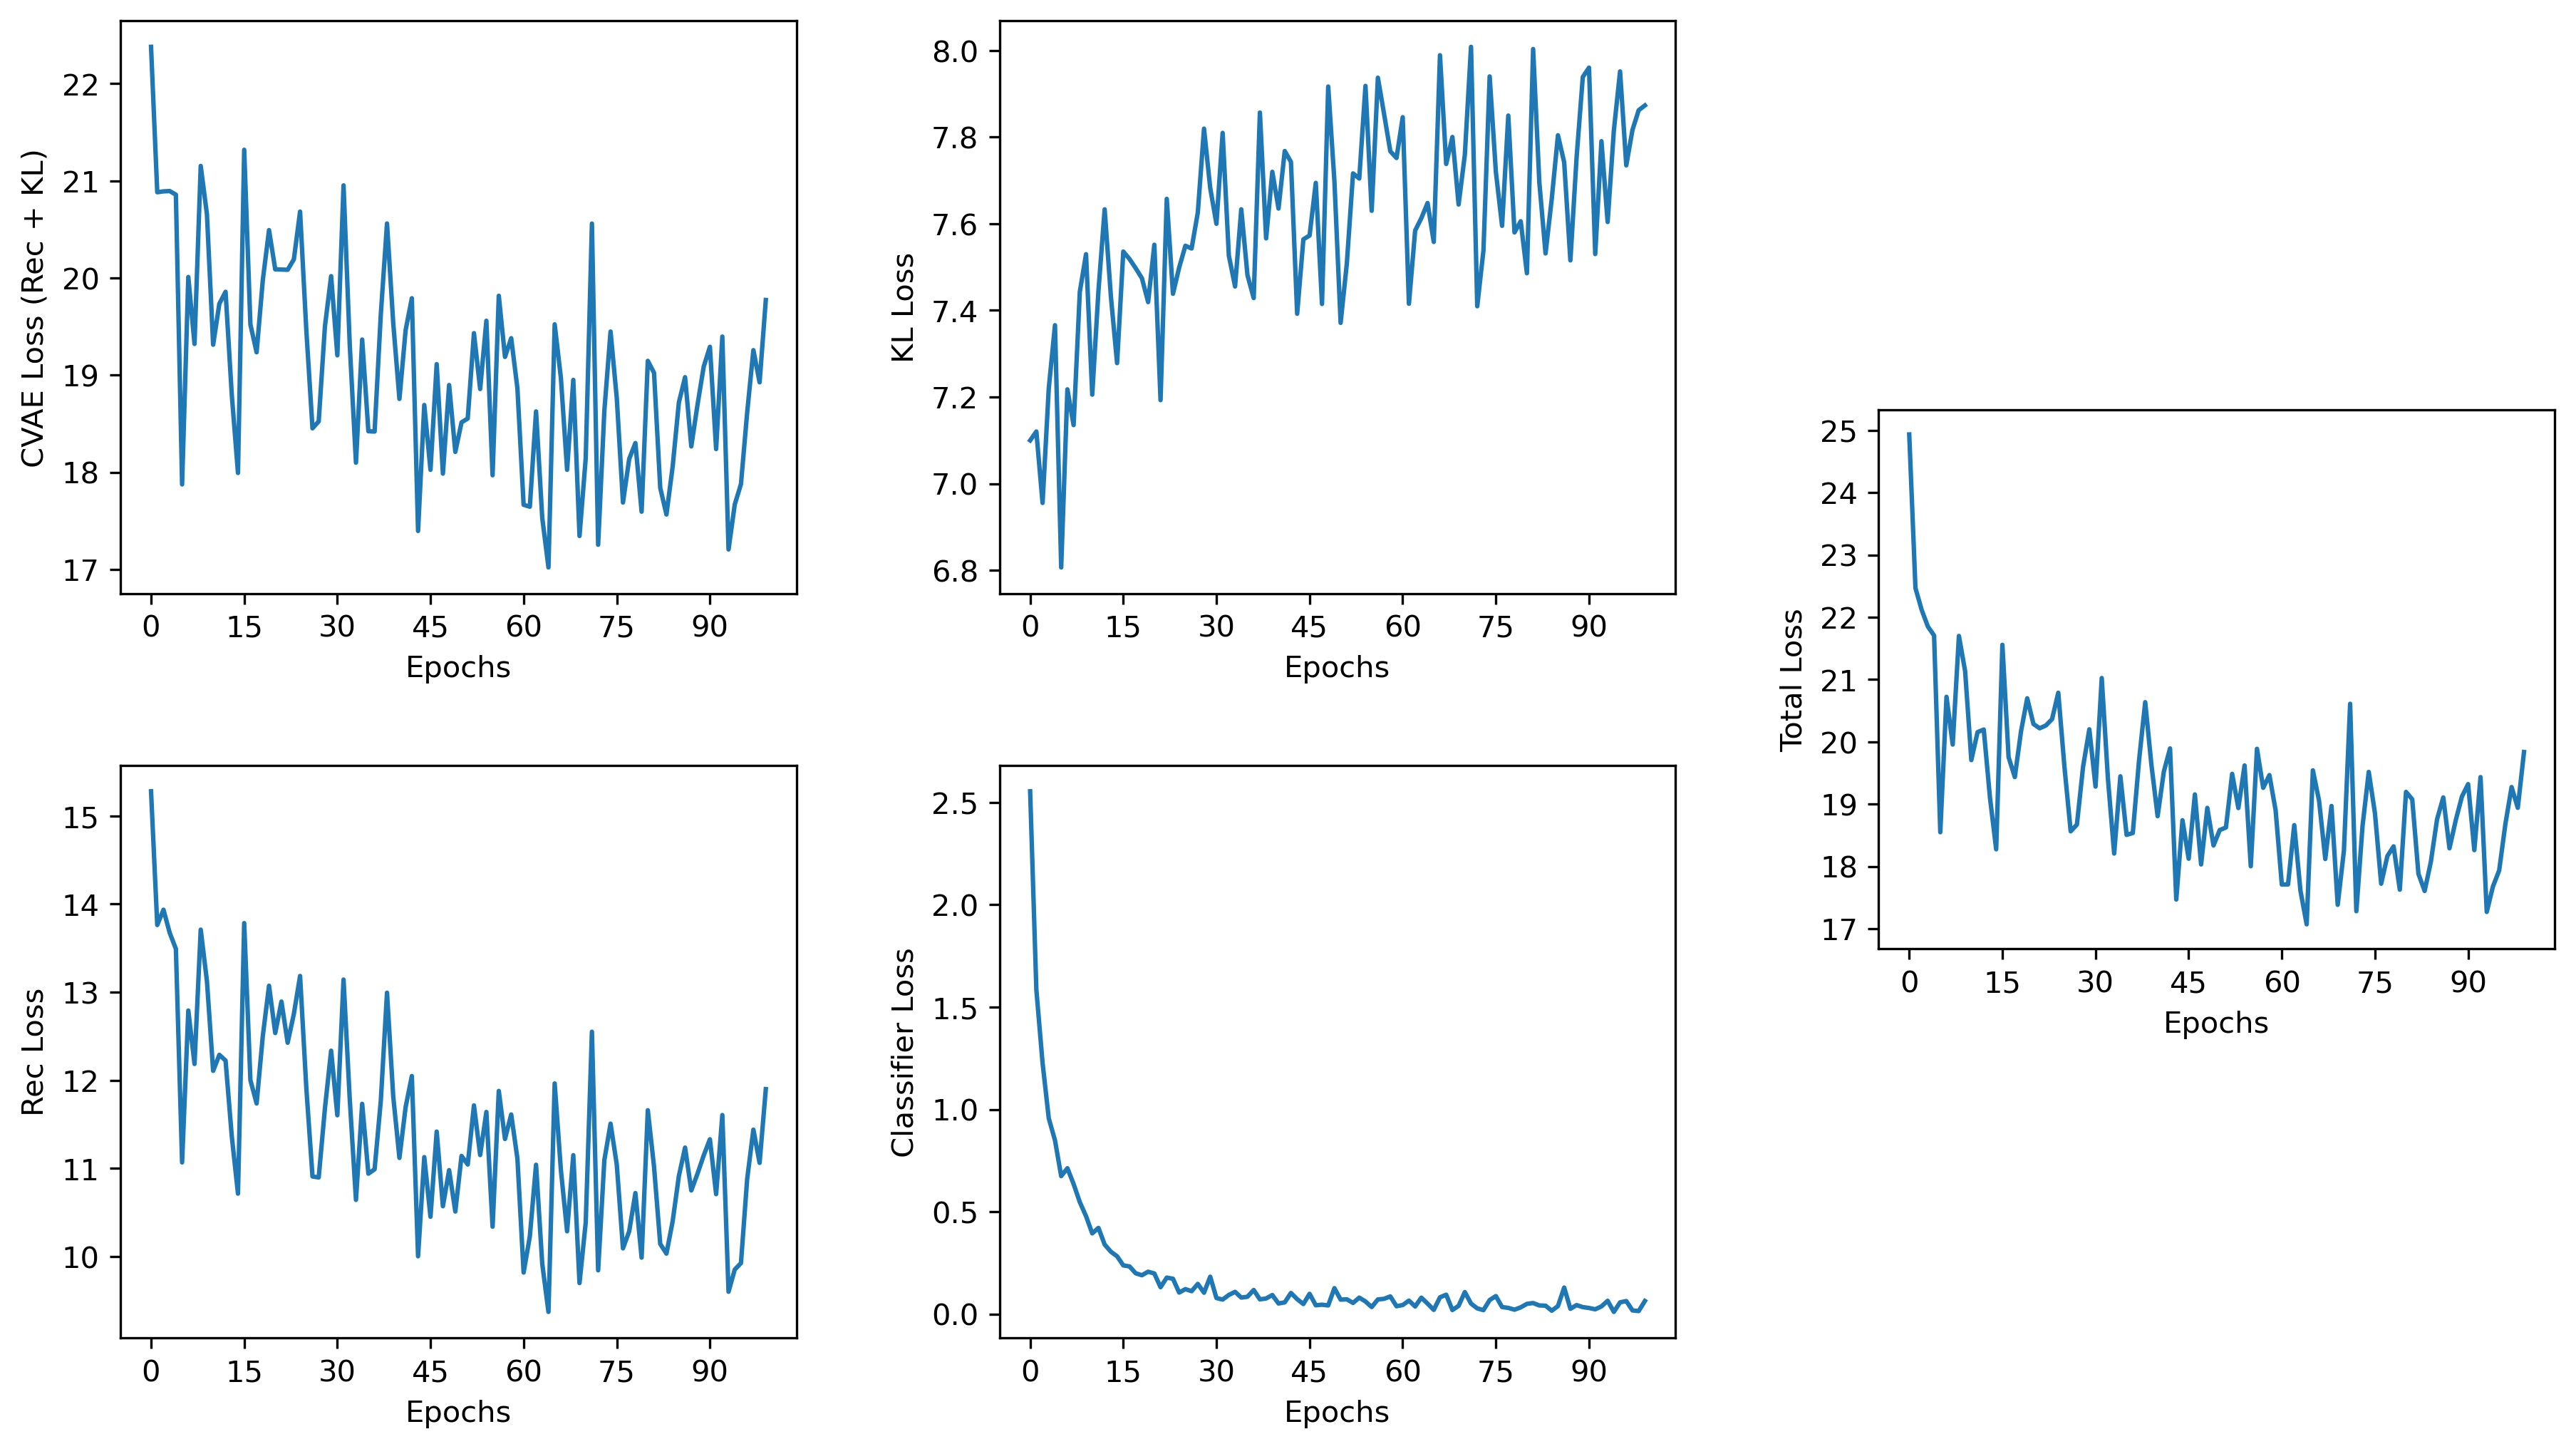 CVAE Loss (Rec + KL)
22
21
20
19
18
17
0 15 30 45 60 75 90
Epochs
KL Loss
8.0
7.8
7.6
7.4
7.2
7.0
6.8
0 15 30 45 60 75 90
Epochs
Total Loss
25
24
23
22
21
20
19
18
17
0 15 30 45 60 75 90
Epochs
Rec Loss
15
14
13
12
11
10
0 15 30 45 60 75 90
Epochs
Classifier Loss
2.5
2.0
1.5
1.0
0.5
0.0
0 15 30 45 60 75 90
Epochs